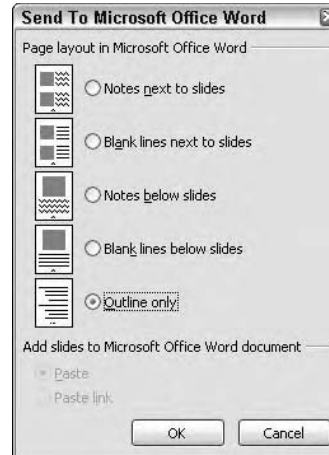 Send To Microsoft Office Word
Page layout in Microsoft Office Word
Notes next to slides
Blank lines next to slides
Notes below slides
Blank lines below slides
Outline only
Add slides to Microsoft Office Word document
Paste
Paste link
OK Cancel